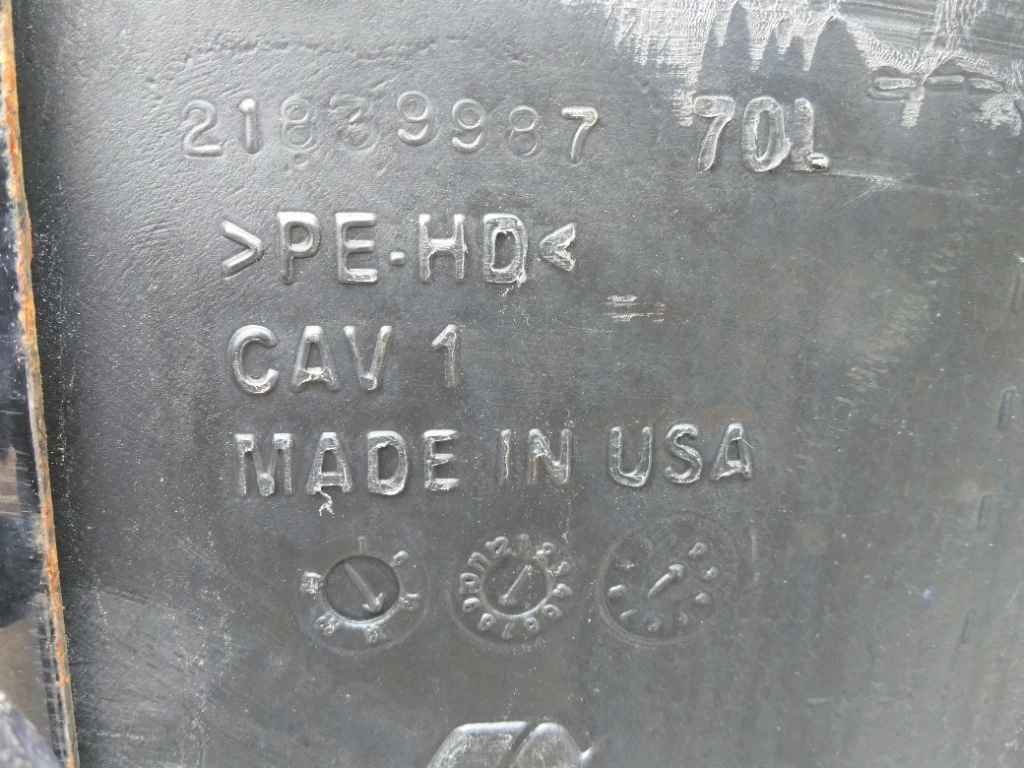 21839987 70L
>PE-HD<
CAV 1
MADE IN USA